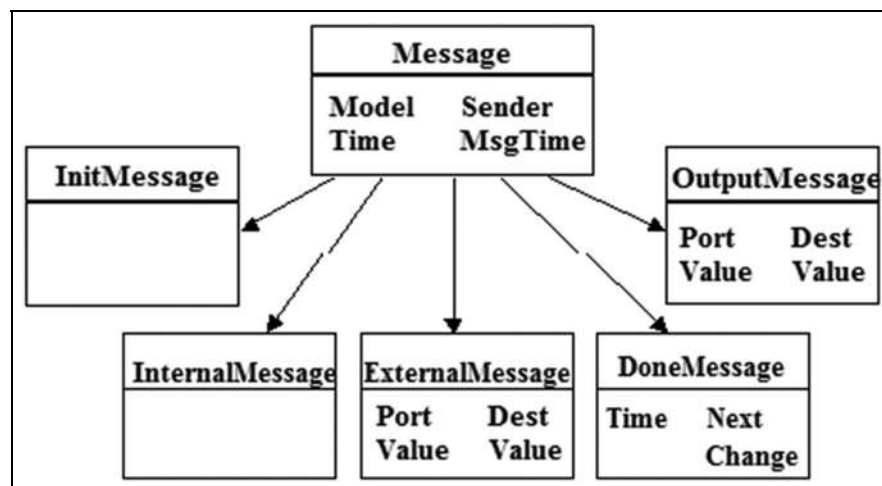 Message
Model Sender
Time MsgTime
InitMessage
OutputMessage
Port Dest
Value Value
InternalMessage
ExternalMessage
Port Dest
Value Value
DoneMessage
Time Next
Change